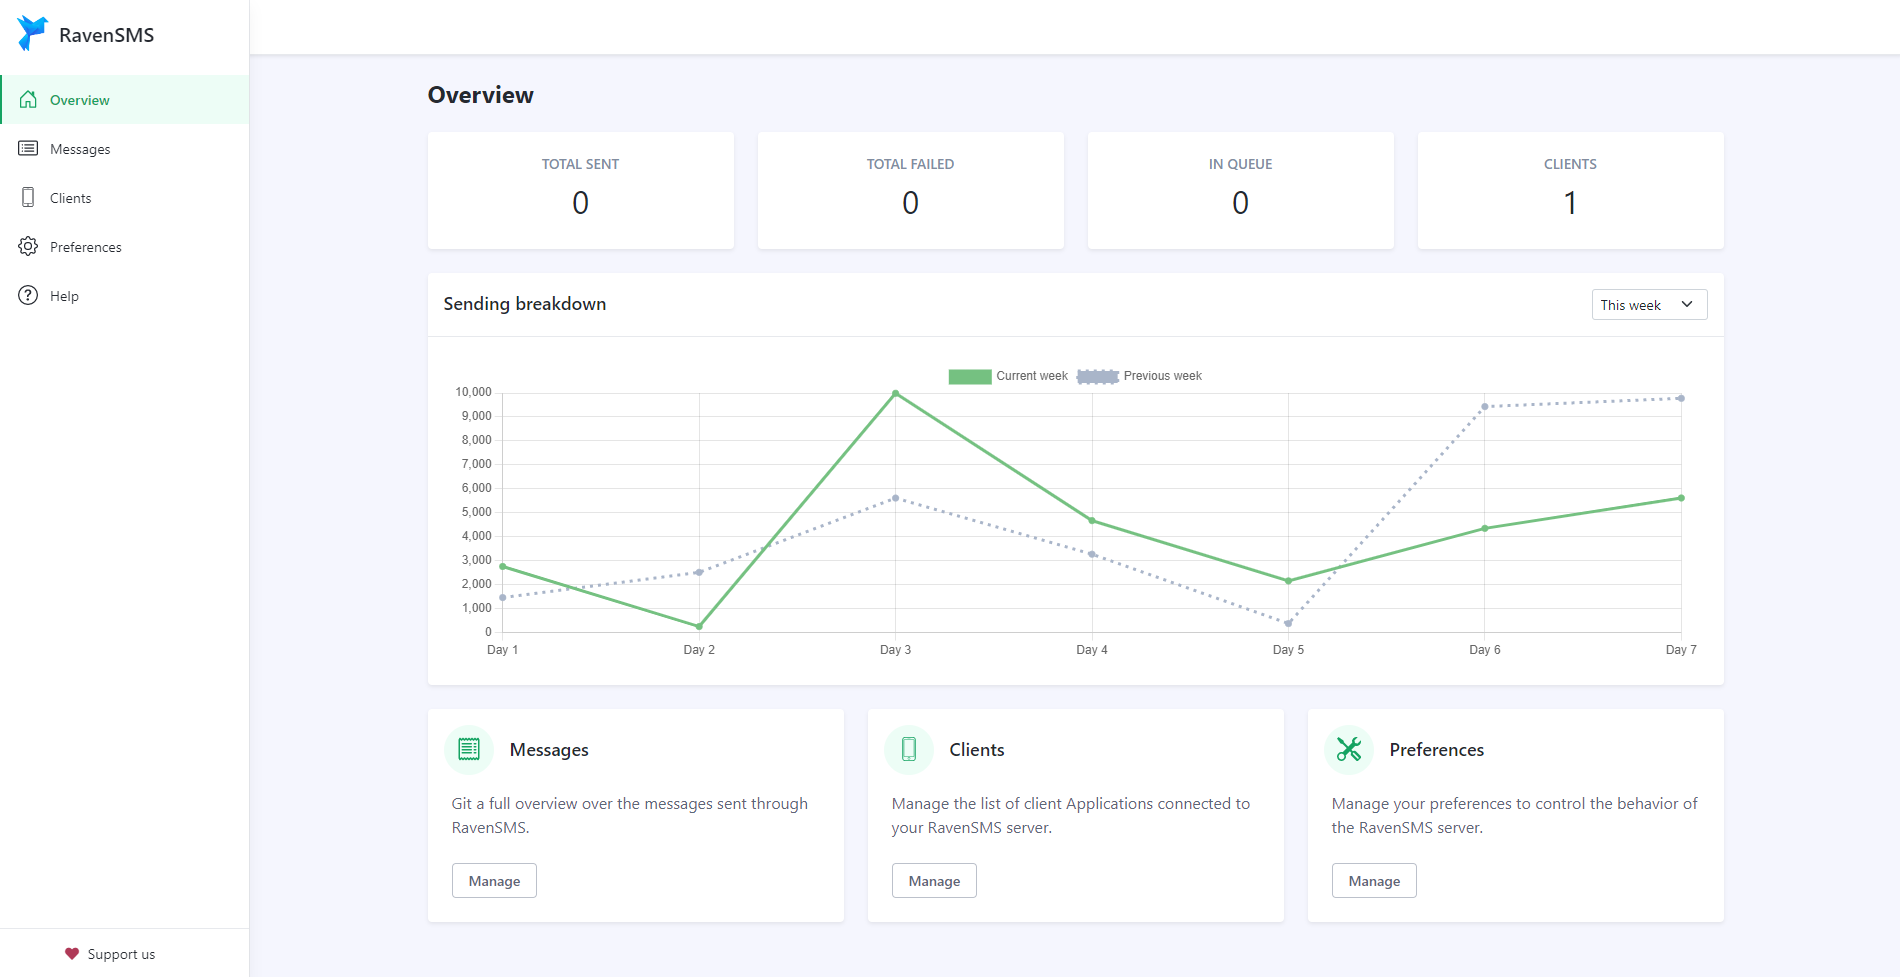 RavenSMS
Overview
Messages
Clients
Preferences
Help
Support us
Overview
TOTAL SENT
0
TOTAL FAILED
0
IN QUEUE
0
CLIENTS
1
Sending breakdown
This week
Current week
Previous week
10,000
9,000
8,000
7,000
6,000
5,000
4,000
3,000
2,000
1,000
0
Day 1
Day 2
Day 3
Day 4
Day 5
Day 6
Day 7
Messages
Git a full overview over the messages sent through
RavenSMS.
Manage
Clients
Manage the list of client Applications connected to
your RavenSMS server.
Manage
Preferences
Manage your preferences to control the behavior of
the RavenSMS server.
Manage